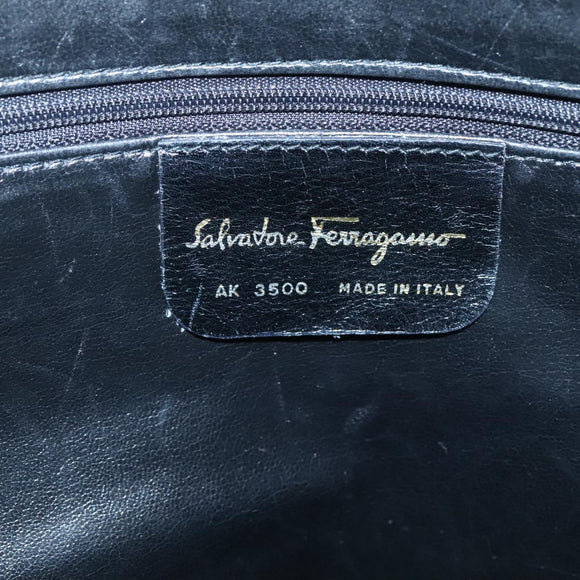 Salvatore Ferragamo
AK 3500 MADE IN ITALY